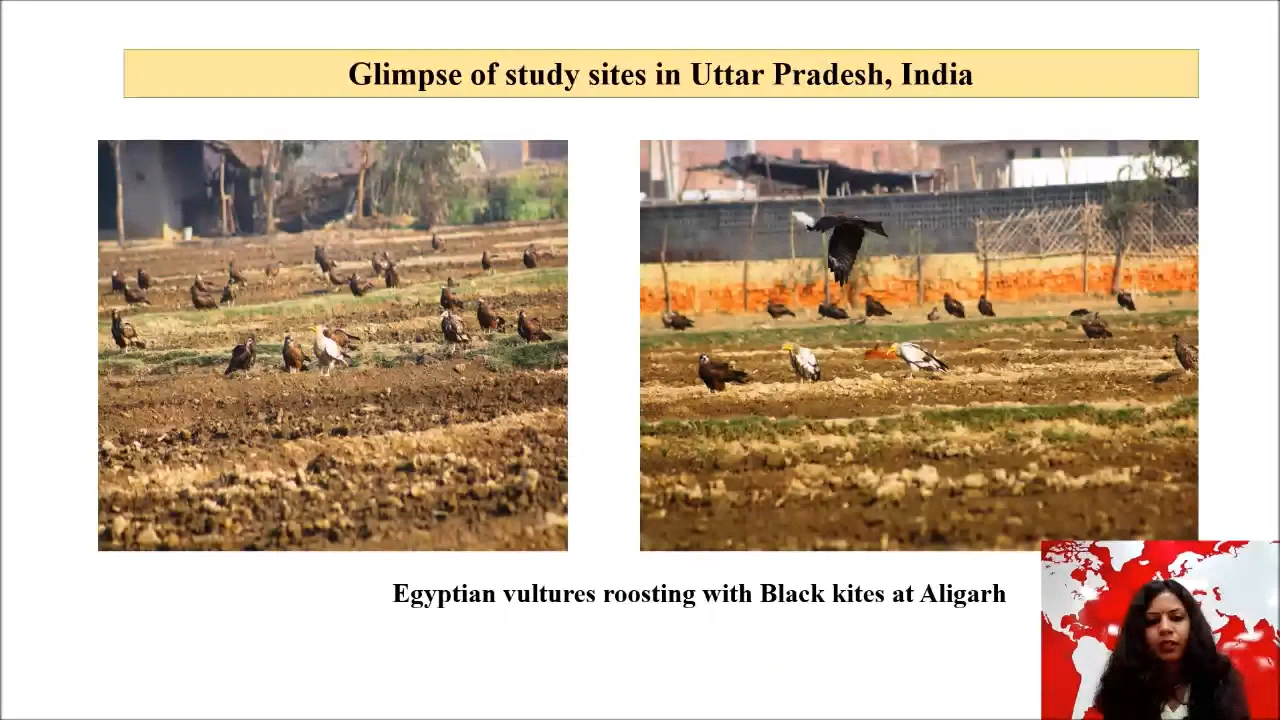 Glimpse of study sites in Uttar Pradesh, India
Egyptian vultures roosting with Black kites at Aligarh